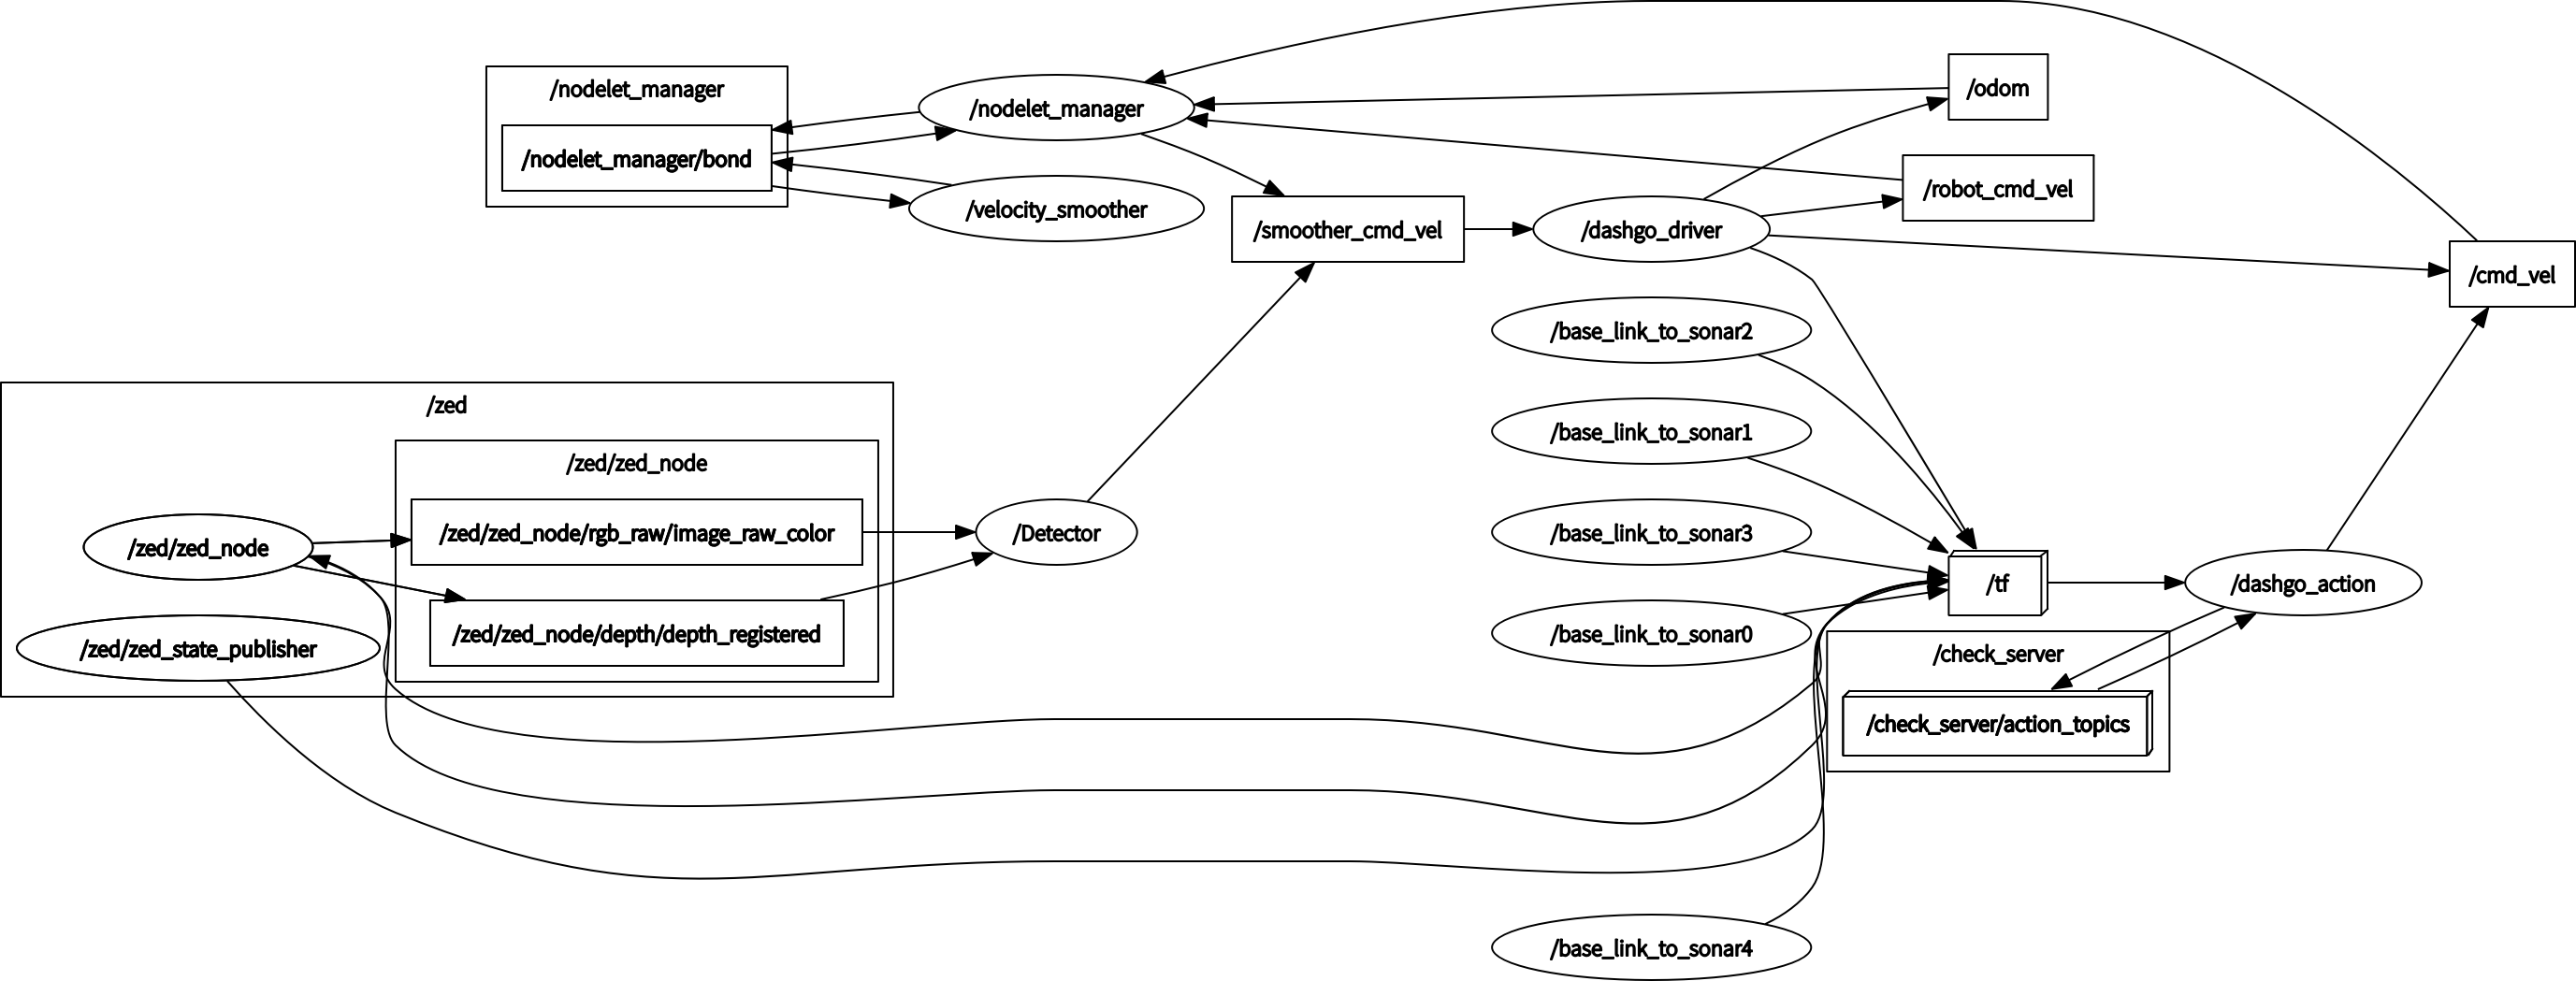 /nodelet_manager
/nodelet_manager/bond
/nodelet_manager
/velocity_smoother
/smoother_cmd_vel
/dashgo_driver
/odom
/robot_cmd_vel
/cmd_vel
/base_link_to_sonar2
/base_link_to_sonar1
/base_link_to_sonar3
/base_link_to_sonar0
/base_link_to_sonar4
/zed
/zed/zed_node
/zed/zed_state_publisher
/zed/zed_node
/zed/zed_node/rgb_raw/image_raw_color
/zed/zed_node/depth/depth_registered
/Detector
/tf
/dashgo_action
/check_server
/check_server/action_topics